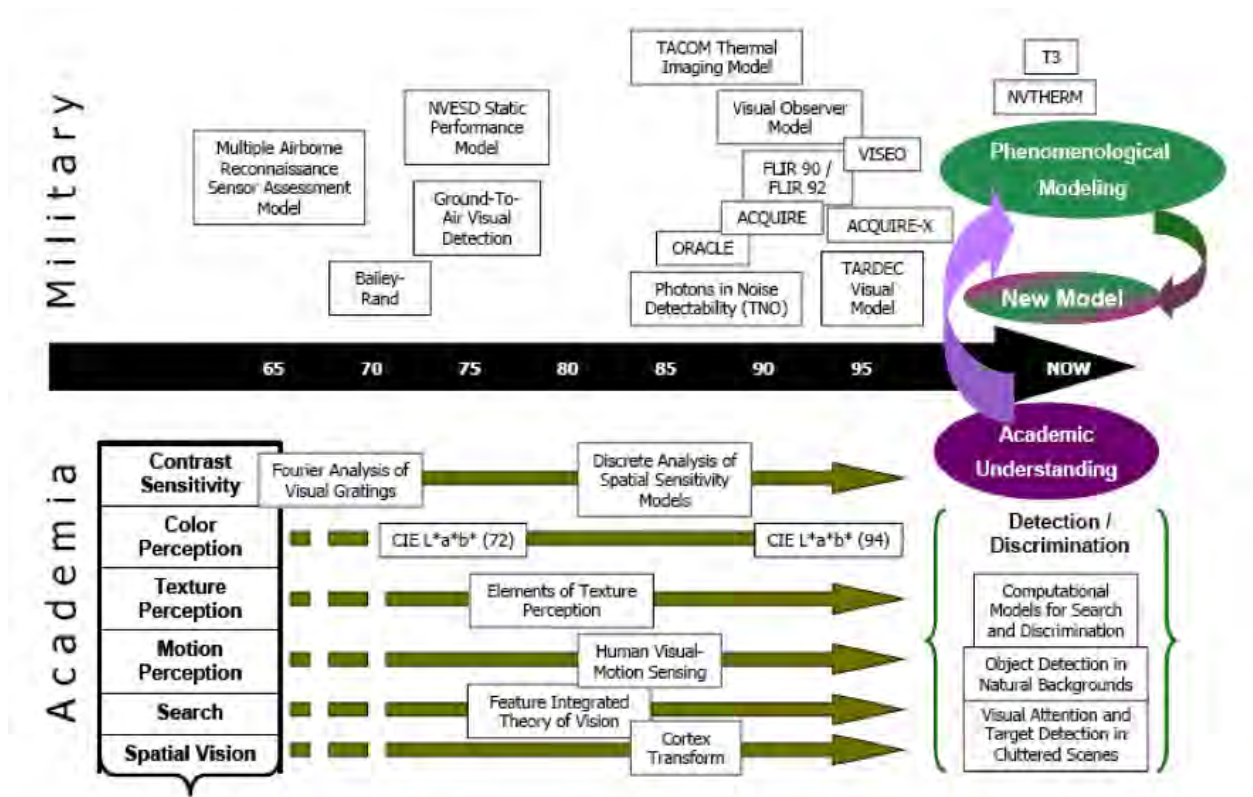 Military
TACOM Thermal
Imaging Model
T3
NVTHERM
NVESD Static
Performance
Model
Visual Observer
Model
Multiple Airborne
Reconnaissance
Sensor Assessment
Model
VISEO
Phenomenological
Modeling
FLIR 90 /
FLIR 92
Ground-To-
Air Visual
Detection
ACQUIRE
ACQUIRE-X
ORACLE
Bailey-
Rand
Photons in Noise
Detectability (TNO)
TARDEC
Visual
Model
New Model
65 70 75 80 85 90 95 NOW
Academia
Academic
Understanding
Contrast
Sensitivity
Fourier Analysis of
Visual Gratings
Discrete Analysis of
Spatial Sensitivity
Models
Color
Perception
CIE L*a*b* (72)
CIE L*a*b* (94)
Texture
Perception
Elements of Texture
Perception
Motion
Perception
Human Visual-
Motion Sensing
Search
Feature Integrated
Theory of Vision
Spatial Vision
Cortex
Transform
Detection /
Discrimination
Computational
Models for Search
and Discrimination
Object Detection in
Natural Backgrounds
Visual Attention and
Target Detection in
Cluttered Scenes